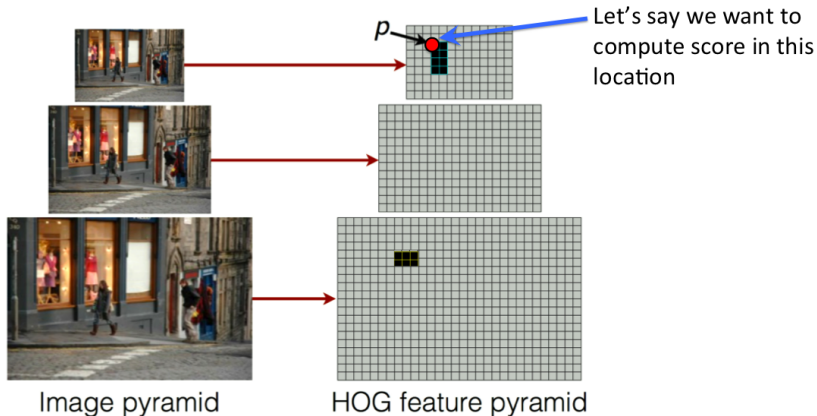 p
Let's say we want to
compute score in this
location
Image pyramid
HOG feature pyramid